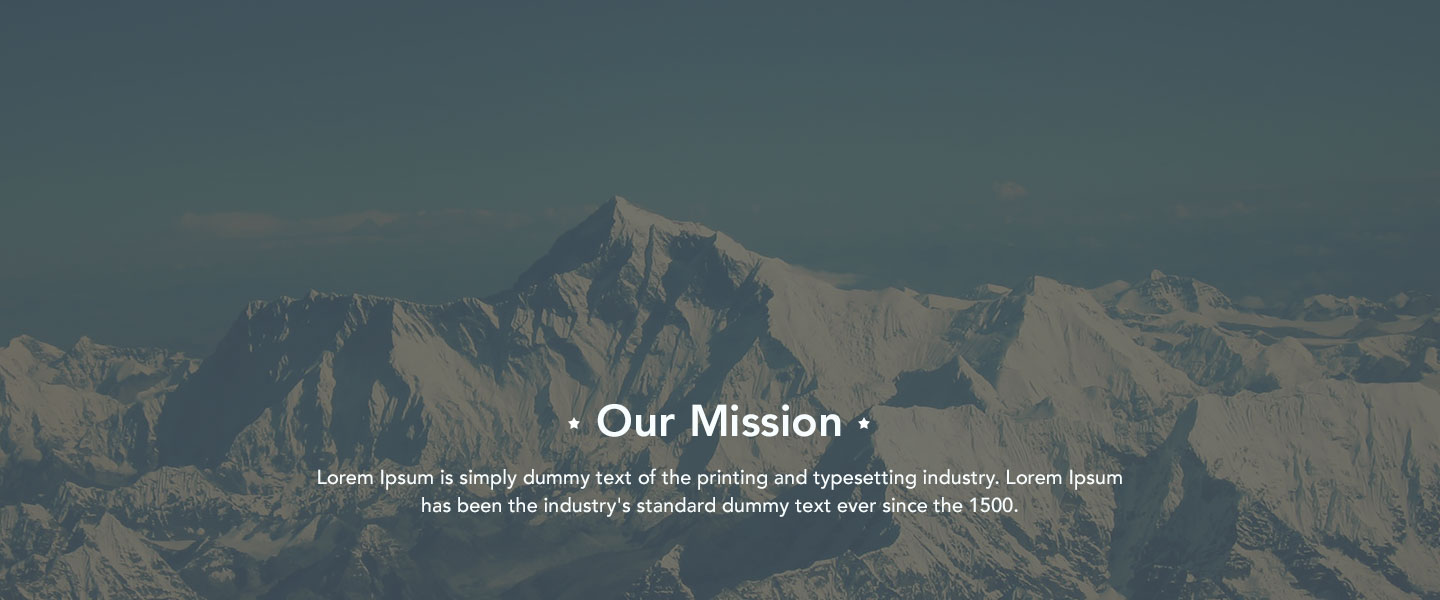 Our Mission
Lorem Ipsum is simply dummy text of the printing and typesetting industry. Lorem Ipsum
has been the industry's standard dummy text ever since the 1500.